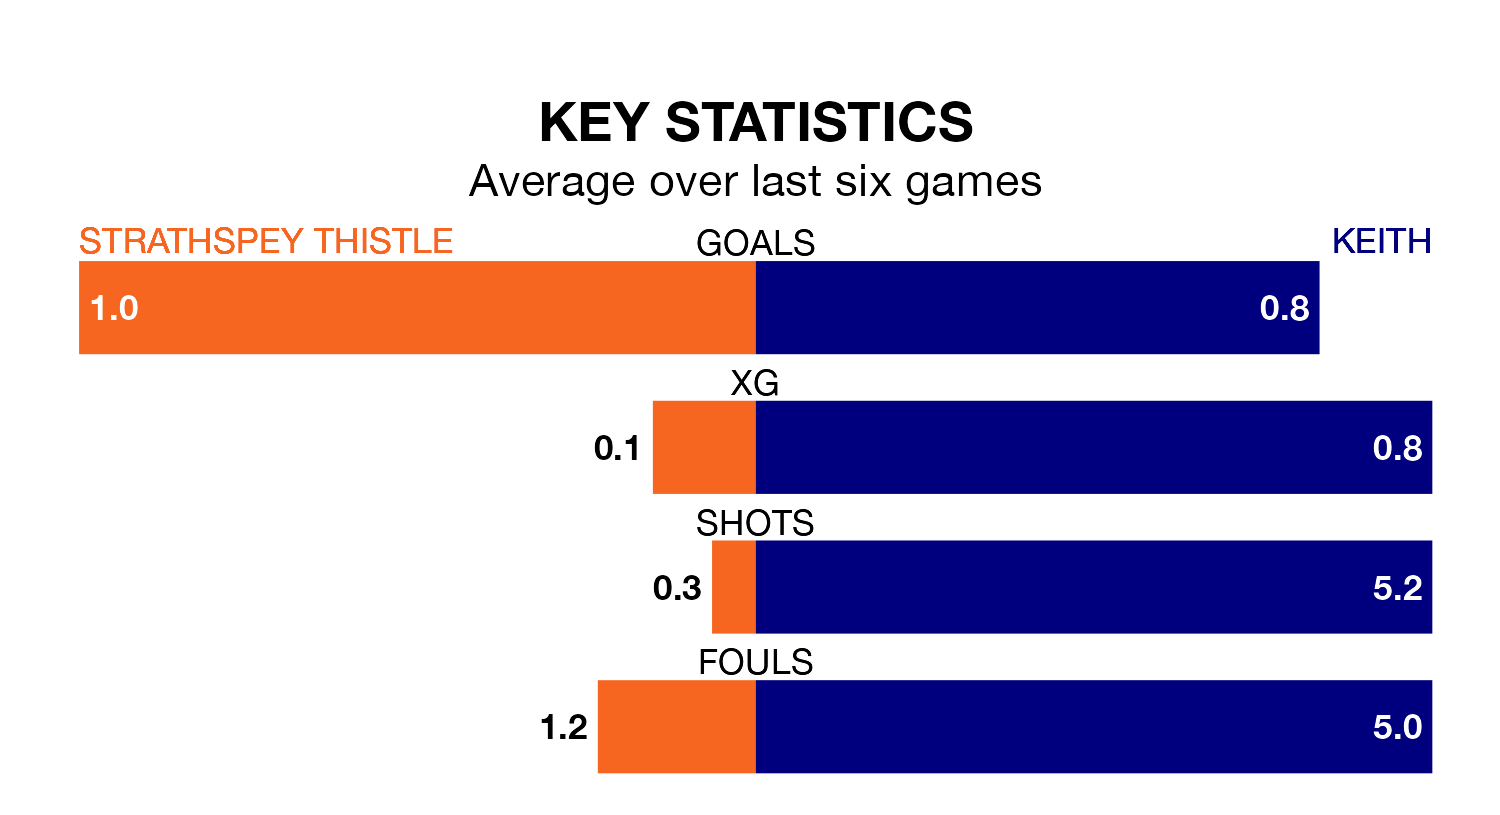 KEY STATISTICS
Average over last six games
STRATHSPEY THISTLE GOALS KEITH
1.0 0.8
XG
0.1 0.8
SHOTS
0.3 5.2
FOULS
1.2 5.0